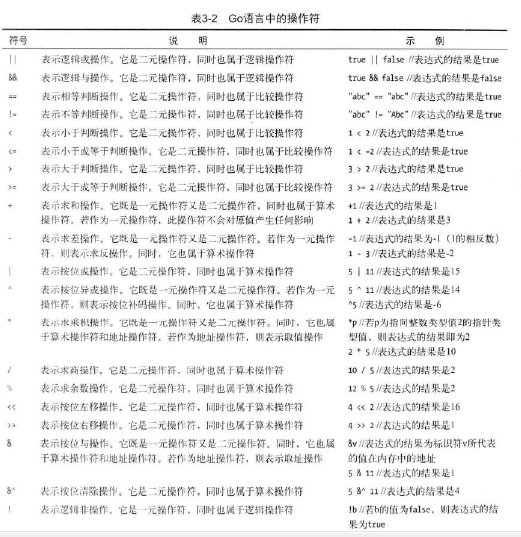 表3-2 Go语言中的操作符
符号 说 明 示 例
|| 表示逻辑或操作。它是二元操作符，同时也属于逻辑操作符 true || false //表达式的结果是true
&& 表示逻辑与操作。它是二元操作符，同时也属于逻辑操作符 true && false //表达式的结果是false
== 表示相等判断操作。它是二元操作符，同时也属于比较操作符 "abc" == "abc" //表达式的结果是true
!= 表示不等判断操作。它是二元操作符，同时也属于比较操作符 "abc" != "Abc" //表达式的结果是true
< 表示小于判断操作。它是二元操作符，同时也属于比较操作符 1 < 2 //表达式的结果是true
<= 表示小于或等于判断操作。它是二元操作符，同时也属于比较操作符 1 <= 2 //表达式的结果是true
> 表示大于判断操作。它是二元操作符，同时也属于比较操作符 3 > 2 //表达式的结果是true
>= 表示大于或等于判断操作。它是二元操作符，同时也属于比较操作符 3 >= 2 //表达式的结果是true
+ 表示求和操作。它既是一元操作符又是二元操作符，同时也属于算术 +1 //表达式的结果是1
操作符。若作为一元操作符，此操作符不会对原值产生任何影响 1 + 2 //表达式的结果是3
- 表示求差操作。它既是一元操作符又是二元操作符。若作为一元操作 -1 //表达式的结果为-1（1的相反数）
符，则表示求反操作。同时，它也属于算术操作符 1 - 3 //表达式的结果是-2
| 表示按位或操作。它是二元操作符，同时也属于算术操作符 5 | 11 //表达式的结果是15
^ 表示按位异或操作。它既是一元操作符又是二元操作符。若作为一元 5 ^ 11 //表达式的结果是14
操作符，则表示按位补码操作。同时，它也属于算术操作符 ^5 //表达式的结果是-6
* 表示求乘积操作。它既是一元操作符又是二元操作符。同时，它也属 *p //若p为指向整数类型值2的指针类
于算术操作符和地址操作符。若作为地址操作符，则表示取值操作 型值，则表达式的结果即为2
2 * 5 //表达式的结果是10
/ 表示求商操作。它是二元操作符，同时也属于算术操作符 10 / 5 //表达式的结果是2
% 表示求余数操作。它是二元操作符，同时也属于算术操作符 12 % 5 //表达式的结果是2
<< 表示按位左移操作。它是二元操作符，同时也属于算术操作符 4 << 2 //表达式的结果是16
>> 表示按位右移操作。它是二元操作符，同时也属于算术操作符 4 >> 2 //表达式的结果是1
& 表示按位与操作。它既是一元操作符又是二元操作符。同时，它也属 &v //表达式的结果为标识符v所代表
于算术操作符和地址操作符。若作为地址操作符，则表示取址操作 的值在内存中的地址
5 & 11 //表达式的结果是1
&^ 表示按位清除操作。它是二元操作符，同时也属于算术操作符 5 &^ 11 //表达式的结果是4
! 表示逻辑非操作。它是一元操作符，同时也属于逻辑操作符 !b //若b的值为false，则表达式的结
果为true